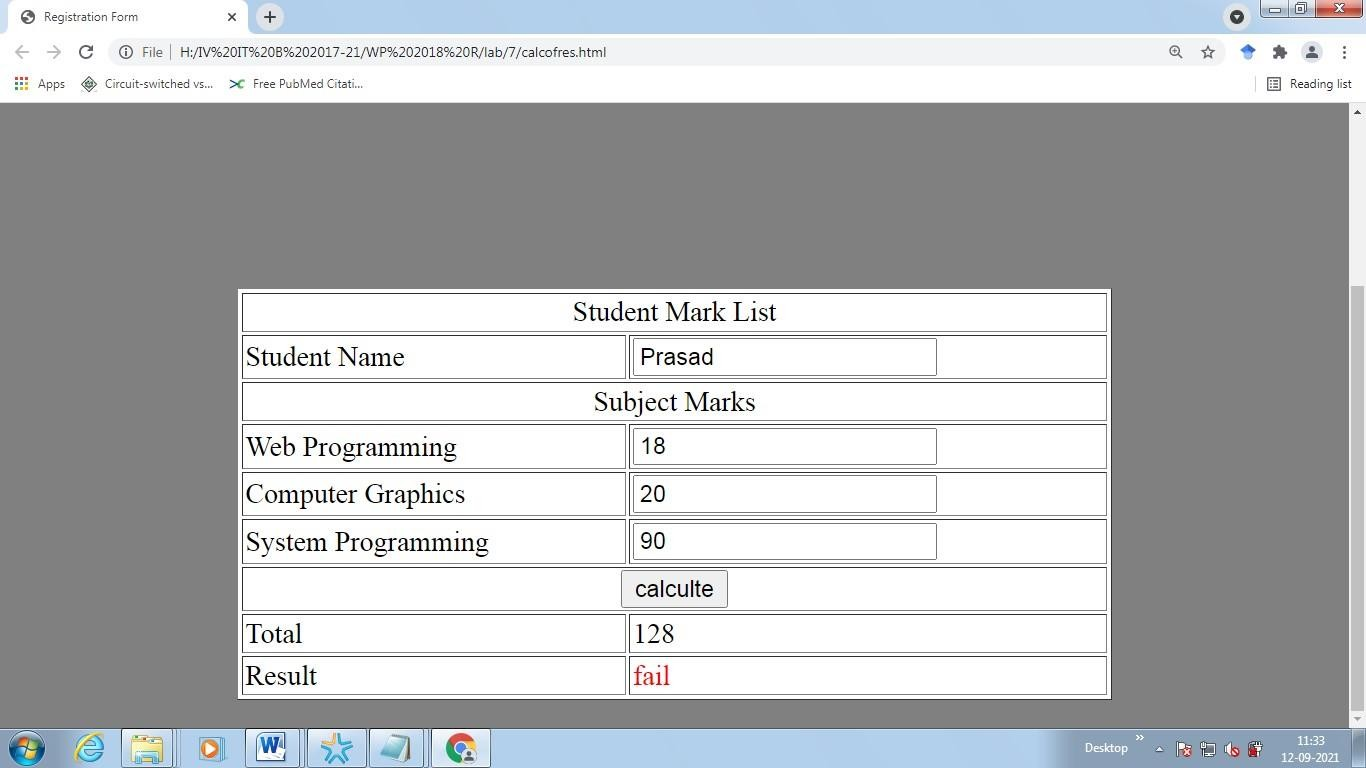 Registration Form
File
H:/IV%20IT%20B%202017-21/WP%202018%20R/lab/7/calcofres.html
Apps Circuit-switched vs... Free PubMed Citati... Reading list
Student Mark List
Student Name Prasad
Subject Marks
Web Programming 18
Computer Graphics 20
System Programming 90
calculte
Total 128
Result fail
Desktop
11:33
12-09-2021